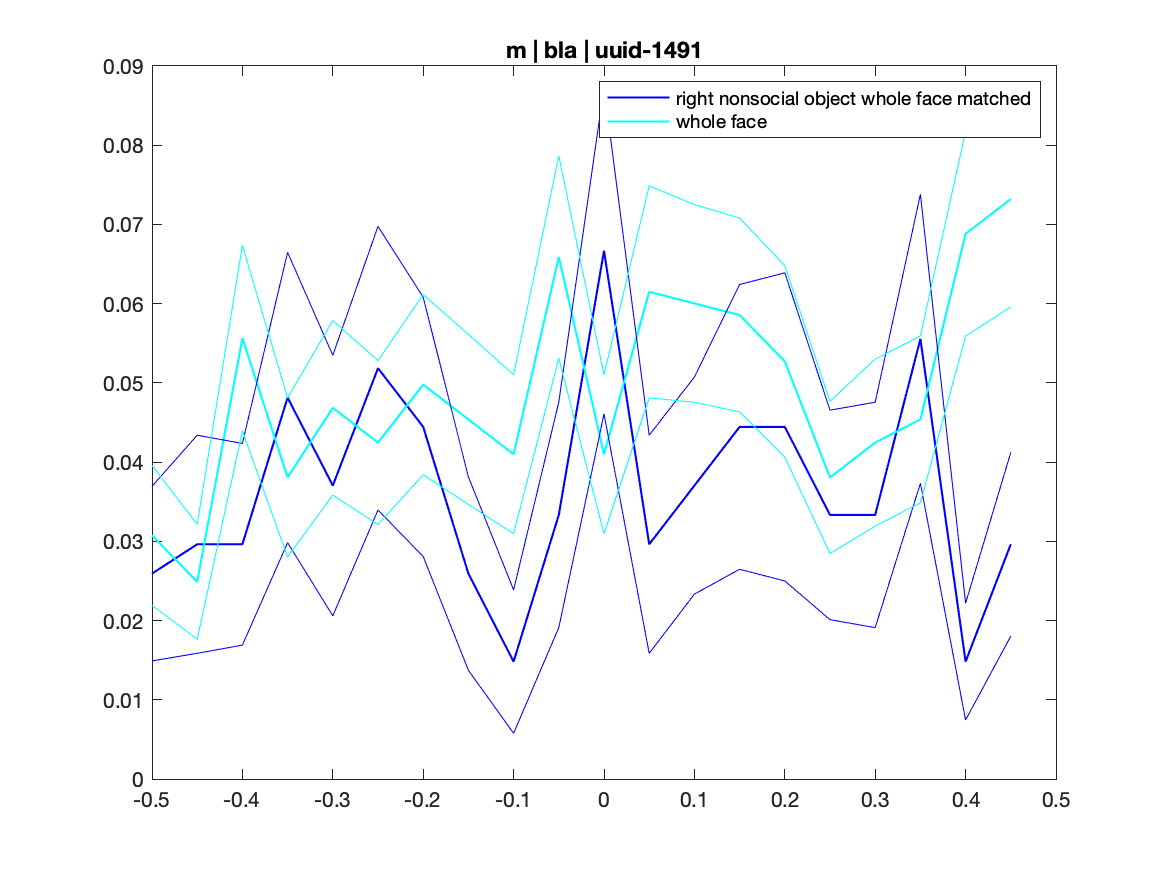 m | bla | uuid-1491
right nonsocial object whole face matched
whole face
0.09
0.08
0.07
0.06
0.05
0.04
0.03
0.02
0.01
0
-0.5 -0.4 -0.3 -0.2 -0.1 0 0.1 0.2 0.3 0.4 0.5